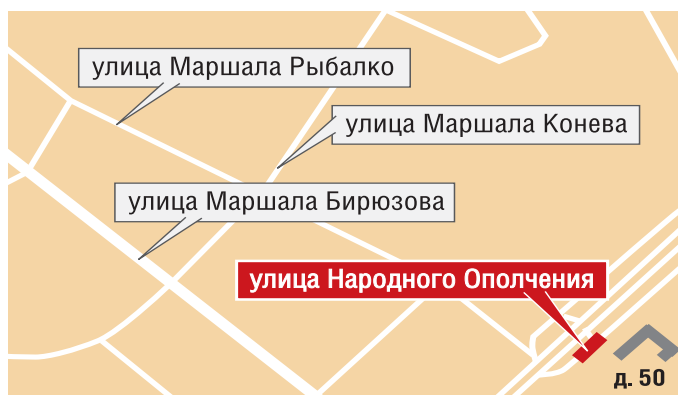 улица Маршала Рыбалко
улица Маршала Конева
улица Маршала Бирюзова
улица Народного Ополчения
д. 50